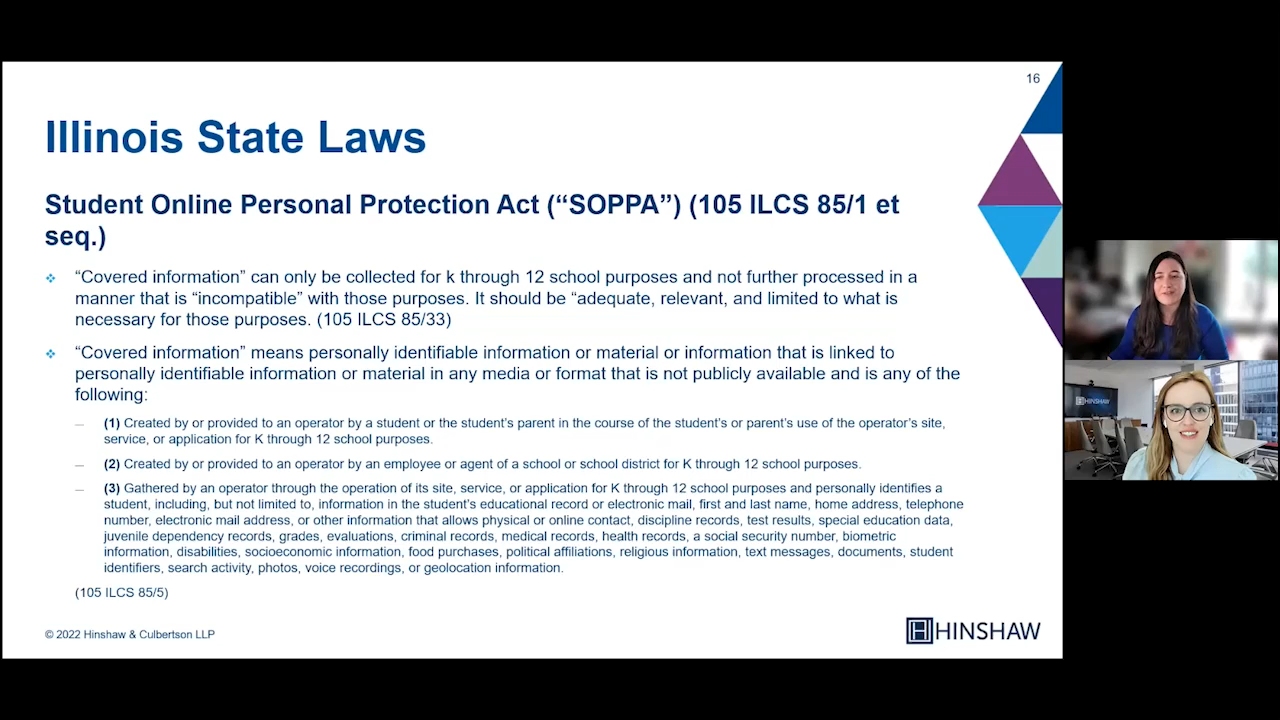 16
Illinois State Laws
Student Online Personal Protection Act (“SOPPA”) (105 ILCS 85/1 et
seq.)
“Covered information” can only be collected for k through 12 school purposes and not further processed in a
manner that is “incompatible” with those purposes. It should be “adequate, relevant, and limited to what is
necessary for those purposes. (105 ILCS 85/33)
“Covered information” means personally identifiable information or material or information that is linked to
personally identifiable information or material in any media or format that is not publicly available and is any of the
following:
(1) Created by or provided to an operator by a student or the student’s parent in the course of the student’s or parent’s use of the operator’s site,
service, or application for K through 12 school purposes.
(2) Created by or provided to an operator by an employee or agent of a school or school district for K through 12 school purposes.
(3) Gathered by an operator through the operation of its site, service, or application for K through 12 school purposes and personally identifies a
student, including, but not limited to, information in the student’s educational record or electronic mail, first and last name, home address, telephone
number, electronic mail address, or other information that allows physical or online contact, discipline records, test results, special education data,
juvenile dependency records, grades, evaluations, criminal records, medical records, health records, a social security number, biometric
information, disabilities, socioeconomic information, food purchases, political affiliations, religious information, text messages, documents, student
identifiers, search activity, photos, voice recordings, or geolocation information.
(105 ILCS 85/5)
© 2022 Hinshaw & Culbertson LLP
H HINSHAW
HINSHAW